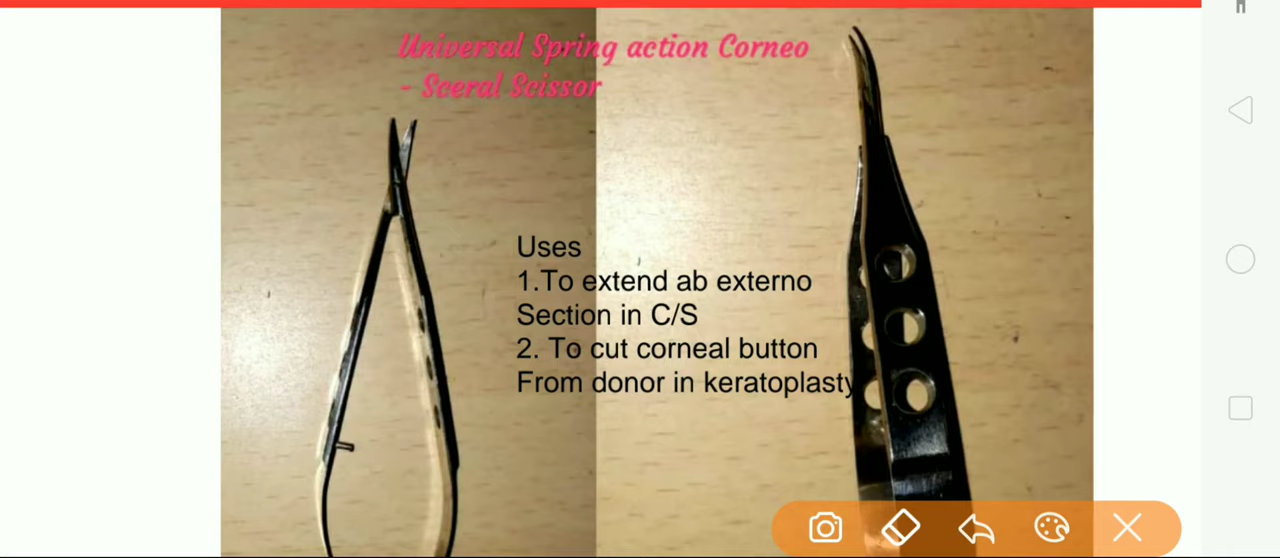 Universal Spring action Corneo
- Sceral Scissor
Uses
1.To extend ab externo
Section in C/S
2. To cut corneal button
From donor in keratoplasty